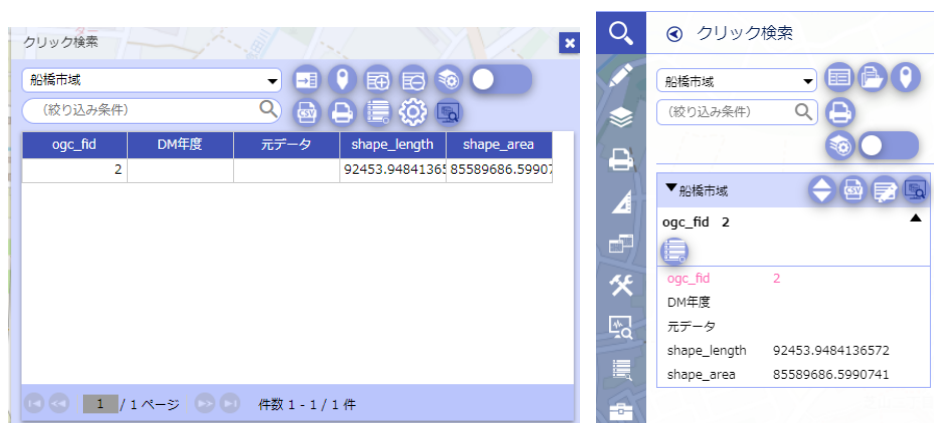 クリック検索
船橋市域
(絞り込み条件)
CSV
ogc_fid DM年度 元データ shape_length shape_area
2 92453.94841365 85589686.59907
1 / 1 ページ 件数 1 - 1 / 1 件
クリック検索
船橋市域
(絞り込み条件)
▼船橋市域
CSV
ogc_fid 2
ogc_fid 2
DM年度
元データ
shape_length 92453.9484136572
shape_area 85589686.5990741